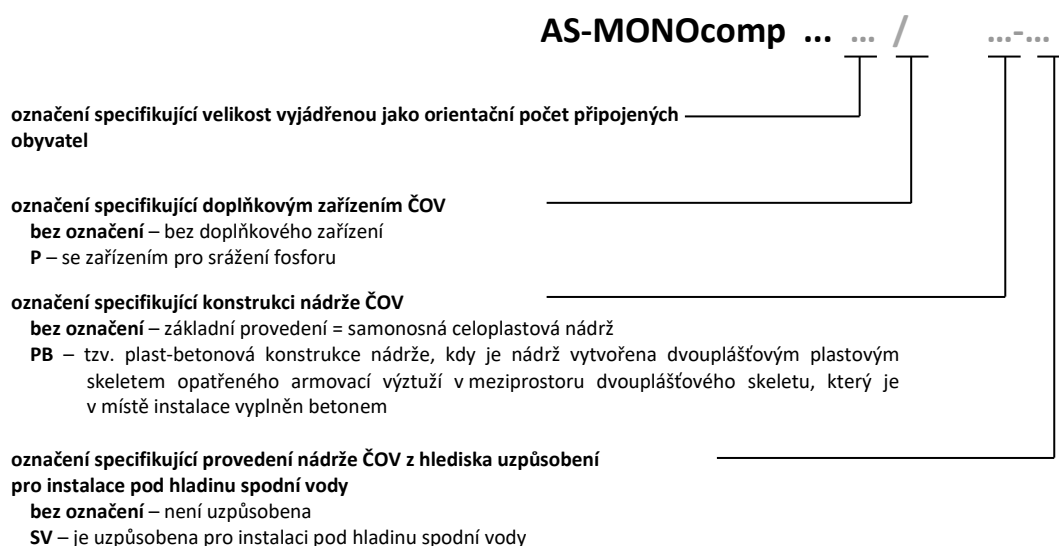 AS-MONOcomp ... ... / ...-...
označení specifikující velikost vyjádřenou jako orientační počet připojených
obyvatel
označení specifikující doplňkovým zařízením ČOV
bez označení – bez doplňkového zařízení
P – se zařízením pro srážení fosforu
označení specifikující konstrukci nádrže ČOV
bez označení – základní provedení = samonosná celoplastová nádrž
PB – tzv. plast-betonová konstrukce nádrže, kdy je nádrž vytvořena dvouplášťovým plastovým
skeletem opatřeného armovací výztuží v meziprostoru dvouplášťového skeletu, který je
v místě instalace vyplněn betonem
označení specifikující provedení nádrže ČOV z hlediska uzpůsobení
pro instalace pod hladinu spodní vody
bez označení – není uzpůsobena
SV – je uzpůsobena pro instalaci pod hladinu spodní vody